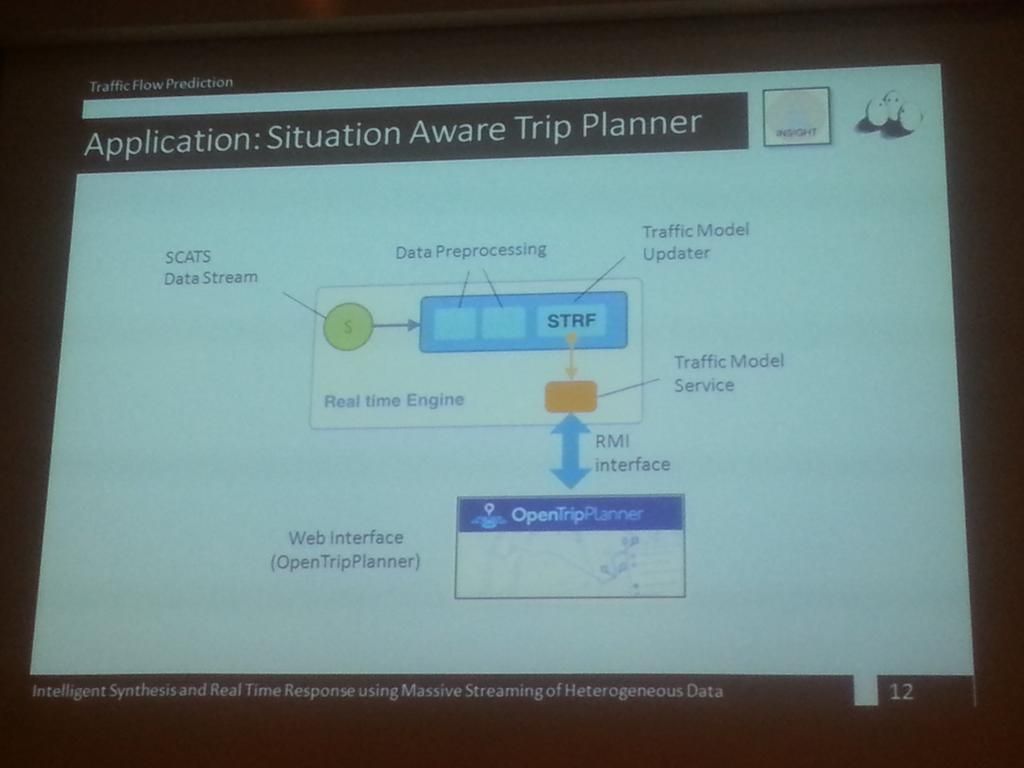 Traffic Flow Prediction
Application: Situation Aware Trip Planner
INSIGHT
SCATS
Data Stream
Data Preprocessing
Traffic Model
Updater
S
STRF
Real time Engine
Traffic Model
Service
RMI
interface
OpenTripPlanner
Web Interface
(OpenTripPlanner)
Intelligent Synthesis and Real Time Response using Massive Streaming of Heterogeneous Data
12